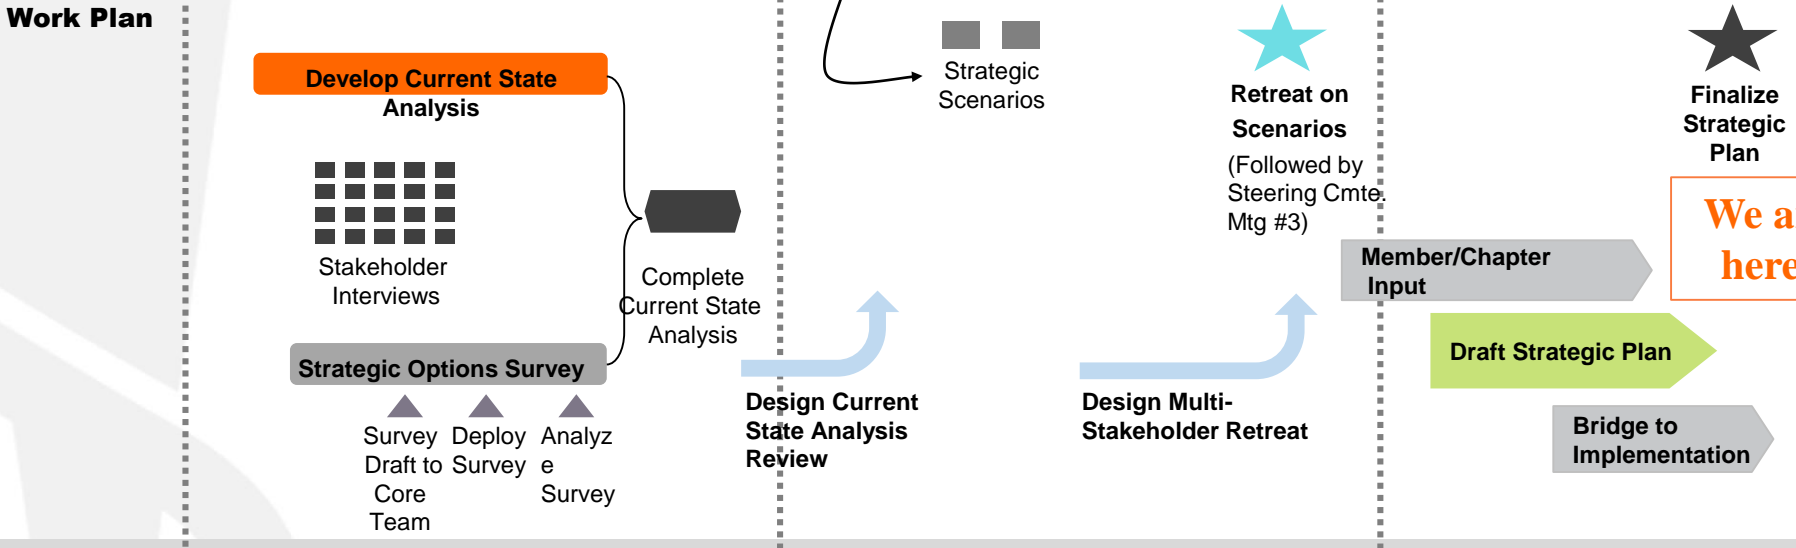 Work Plan
Develop Current State
Analysis
Stakeholder
Interviews
Complete
Current State
Analysis
Strategic Options Survey
Survey
Draft to
Core
Team
Deploy
Survey
Analyz
e
Survey
Strategic
Scenarios
Design Current
State Analysis
Review
Design Multi-
Stakeholder Retreat
Retreat on
Scenarios
(Followed by
Steering Cmte.
Mtg #3)
Member/Chapter
Input
Draft Strategic Plan
Bridge to
Implementation
Finalize
Strategic
Plan
We a
here